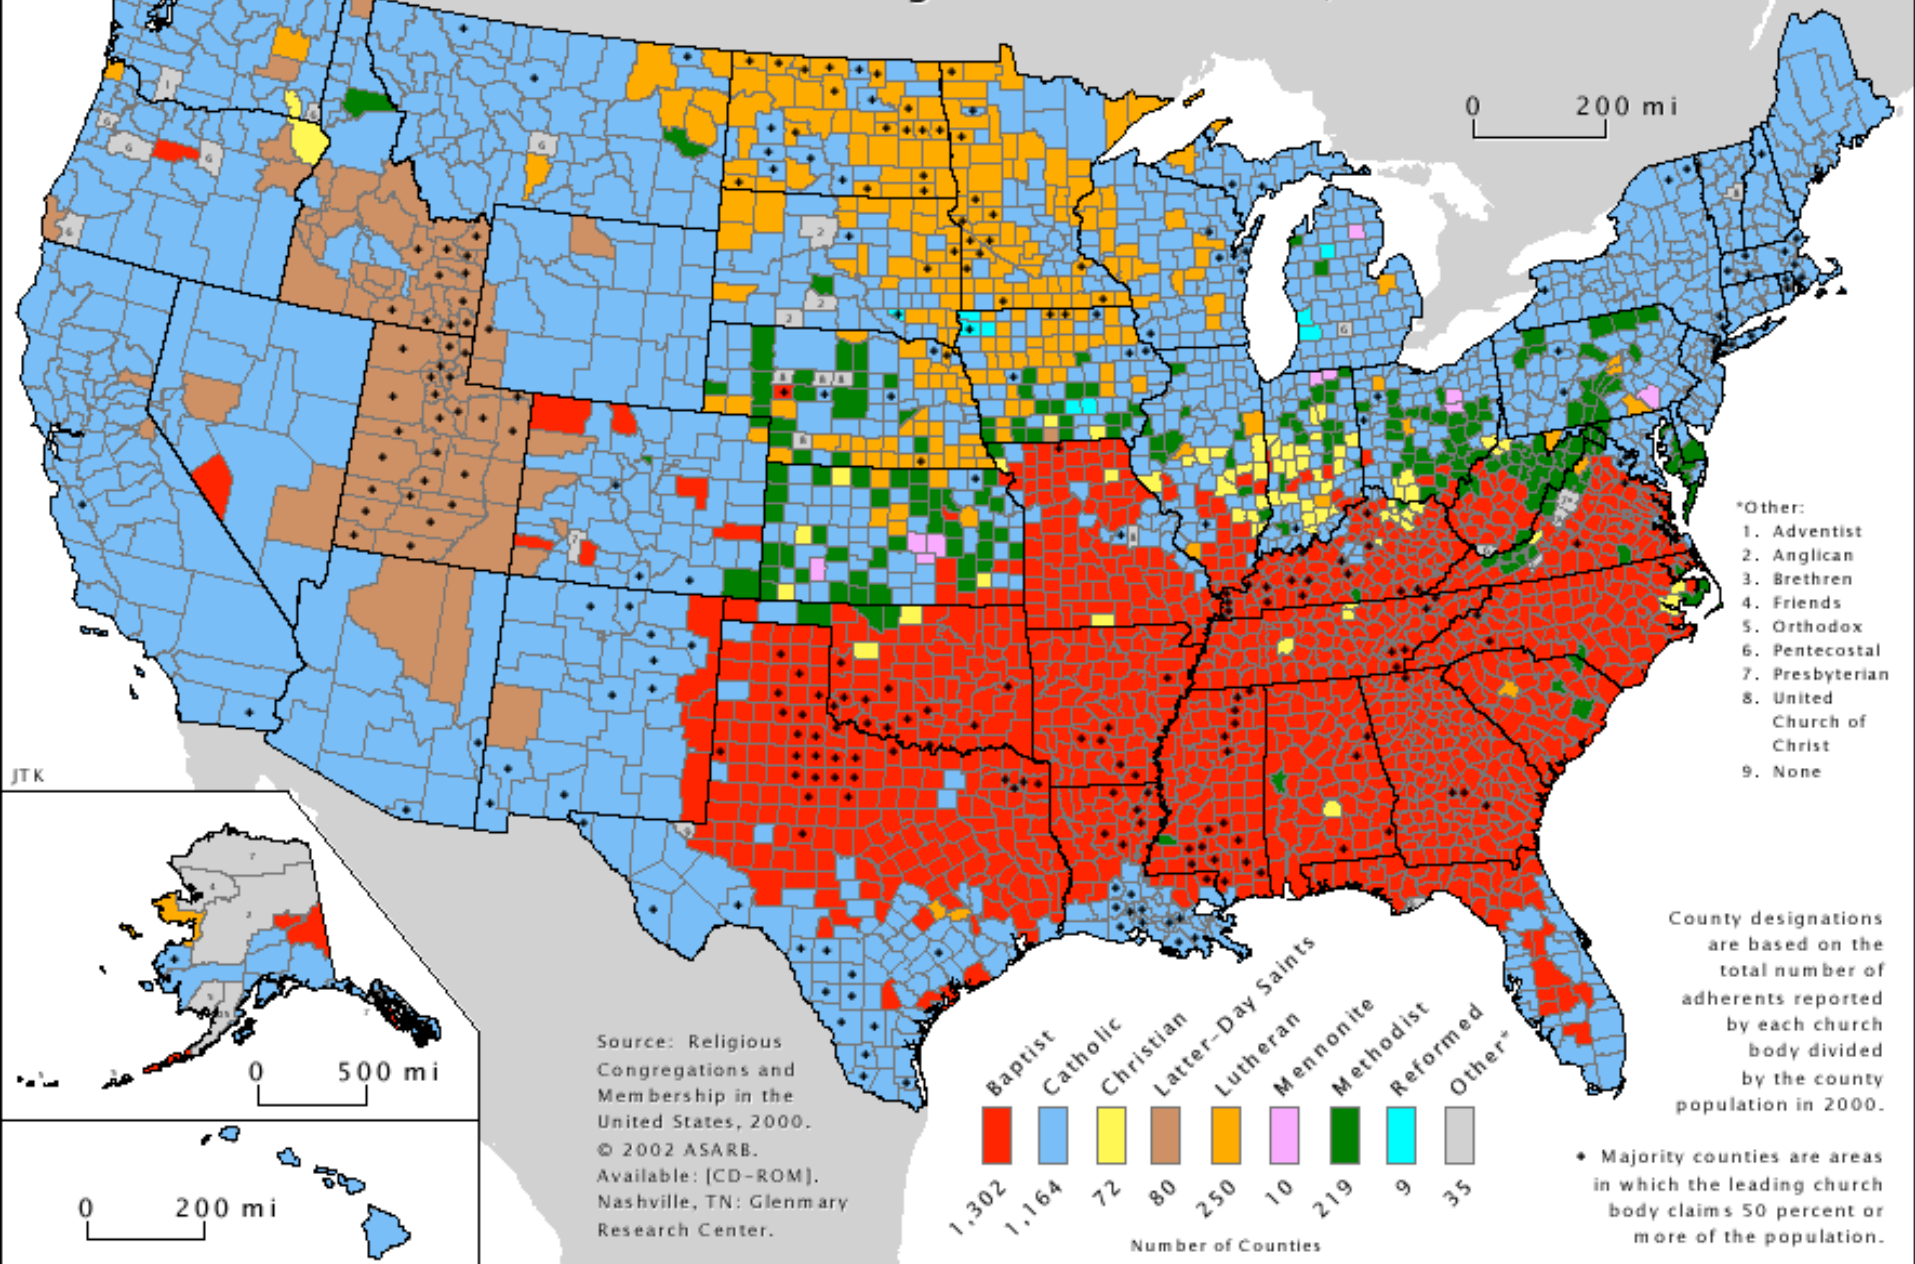 0 200 mi
*Other:
1. Adventist
2. Anglican
3. Brethren
4. Friends
5. Orthodox
6. Pentecostal
7. Presbyterian
8. United
Church of
Christ
9. None
JTK
0 500 mi
0 200 mi
Source: Religious
Congregations and
Membership in the
United States, 2000.
© 2002 ASARB.
Available: [CD-ROM].
Nashville, TN: Glenmary
Research Center.
Baptist
Catholic
Christian
Latter-Day Saints
Lutheran
Mennonite
Methodist
Reformed
Other*
1,302
1,164
72
80
250
10
219
9
35
Number of Counties
County designations
are based on the
total number of
adherents reported
by each church
body divided
by the county
population in 2000.
• Majority counties are areas
in which the leading church
body claims 50 percent or
more of the population.